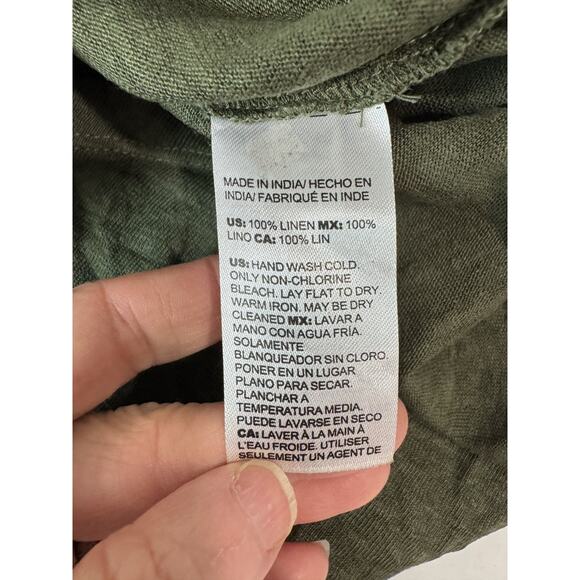 MADE IN INDIA/ HECHO EN
INDIA/ FABRIQUÉ EN INDE
US: 100% LINEN MX: 100%
LINO CA: 100% LIN
US: HAND WASH COLD.
ONLY NON-CHLORINE
BLEACH. LAY FLAT TO DRY.
WARM IRON. MAY BE DRY
CLEANED MX: LAVAR A
MANO CON AGUA FRÍA.
SOLAMENTE
BLANQUEADOR SIN CLORO.
PONER EN UN LUGAR
PLANO PARA SECAR.
PLANCHAR A
TEMPERATURA MEDIA.
PUEDE LAVARSE EN SECO
CA: LAVER À LA MAIN À
L'EAU FROIDE. UTILISER
SEULEMENT UN AGENT DE